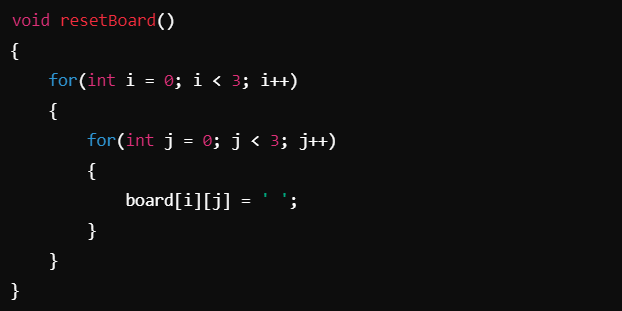 void resetBoard()
{
    for(int i = 0; i < 3; i++)
    {
        for(int j = 0; j < 3; j++)
        {
            board[i][j] = ' ';
        }
    }
}